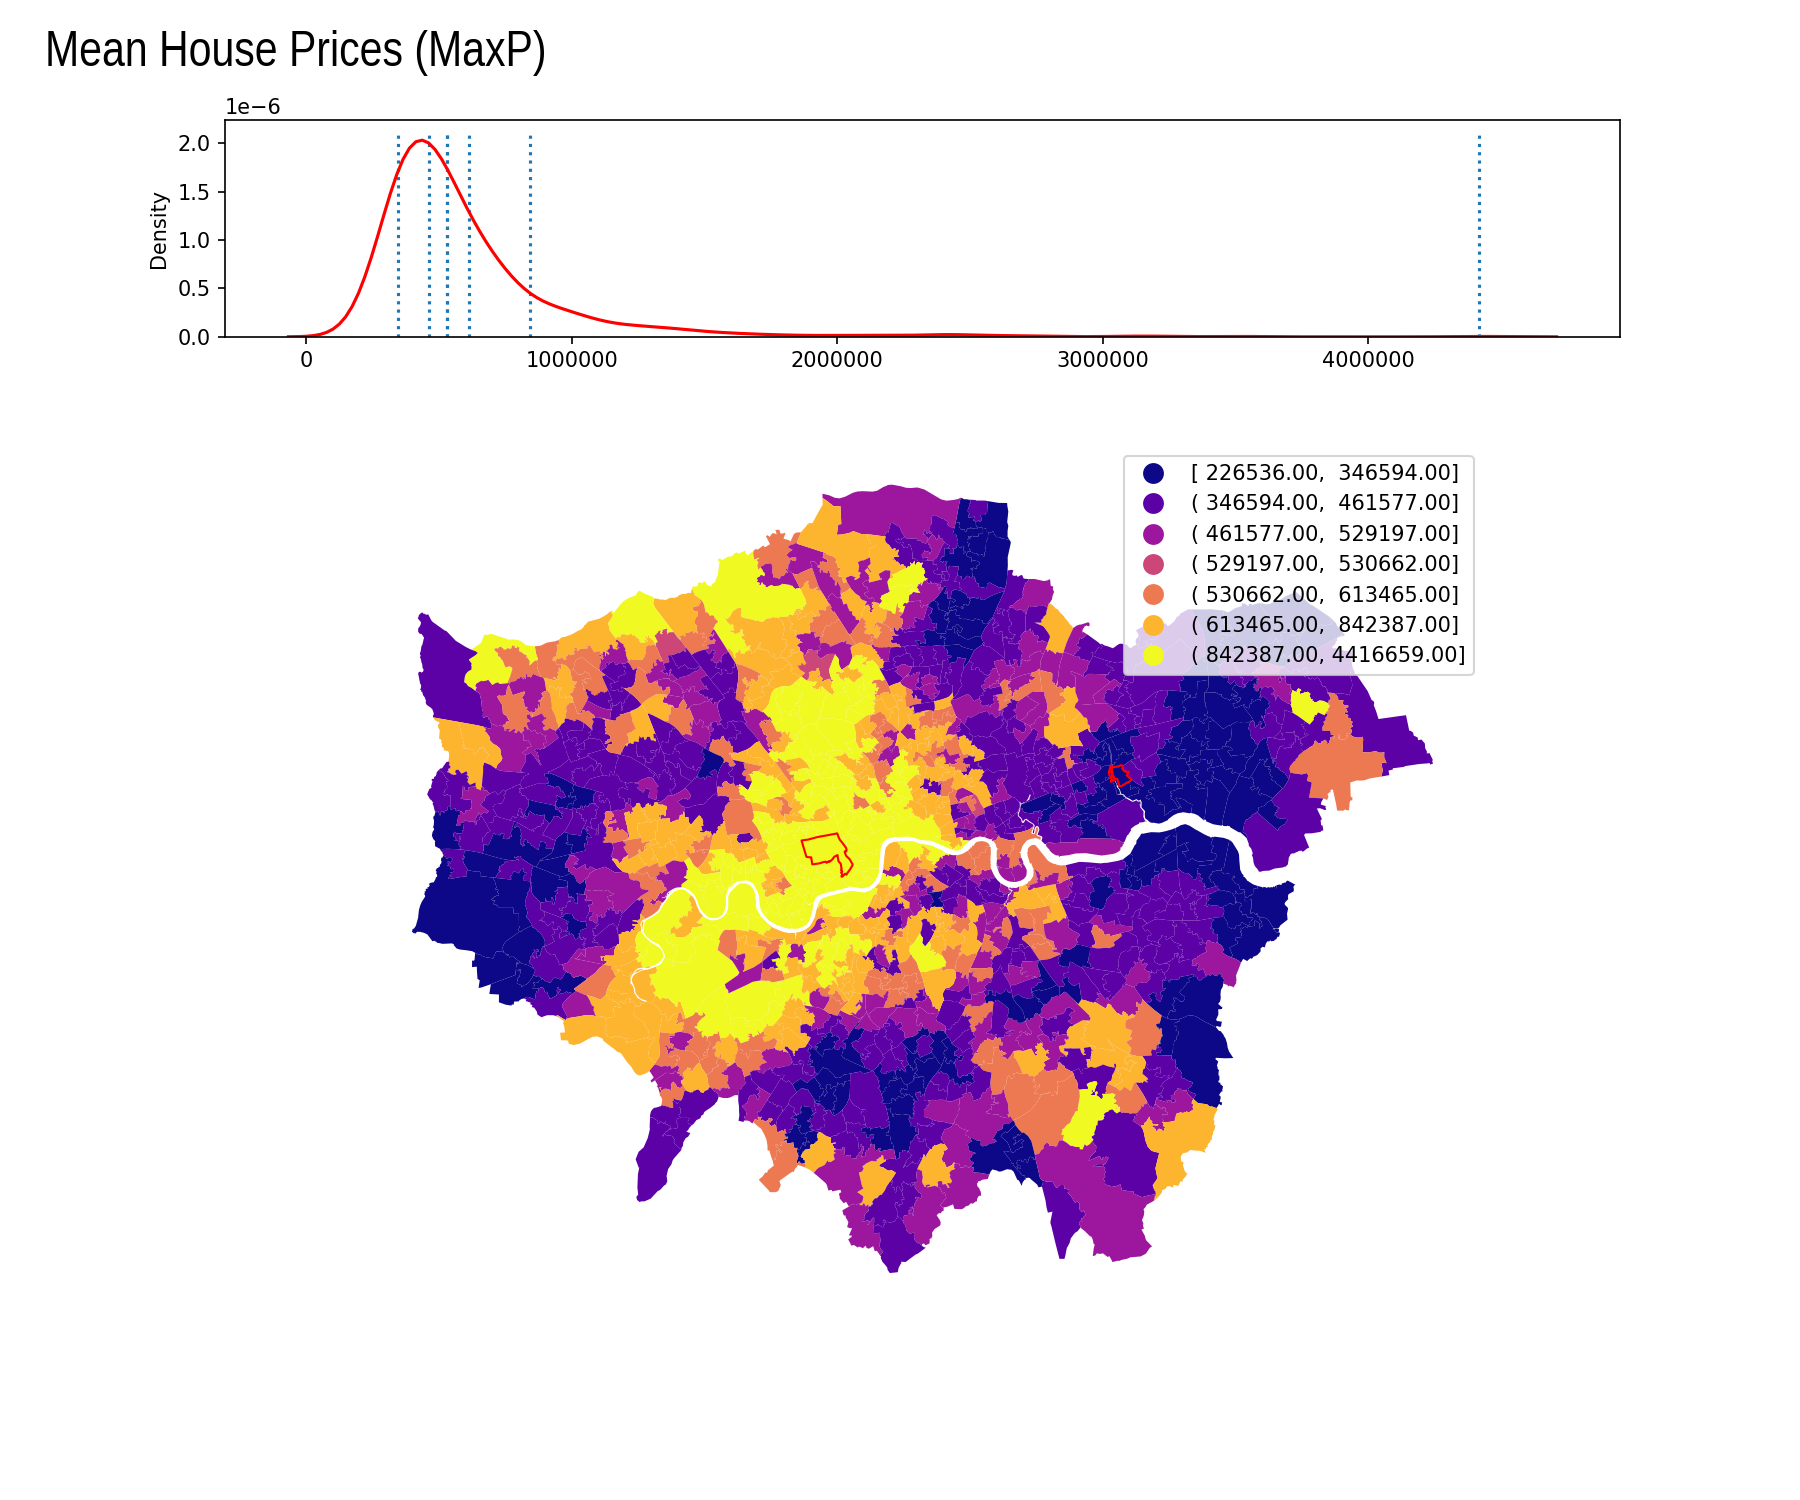 Mean House Prices (MaxP)
1e−6
2.0
1.5
1.0
0.5
0.0
Density
0 1000000 2000000 3000000 4000000
[ 226536.00, 346594.00]
( 346594.00, 461577.00]
( 461577.00, 529197.00]
( 529197.00, 530662.00]
( 530662.00, 613465.00]
( 613465.00, 842387.00]
( 842387.00, 4416659.00]